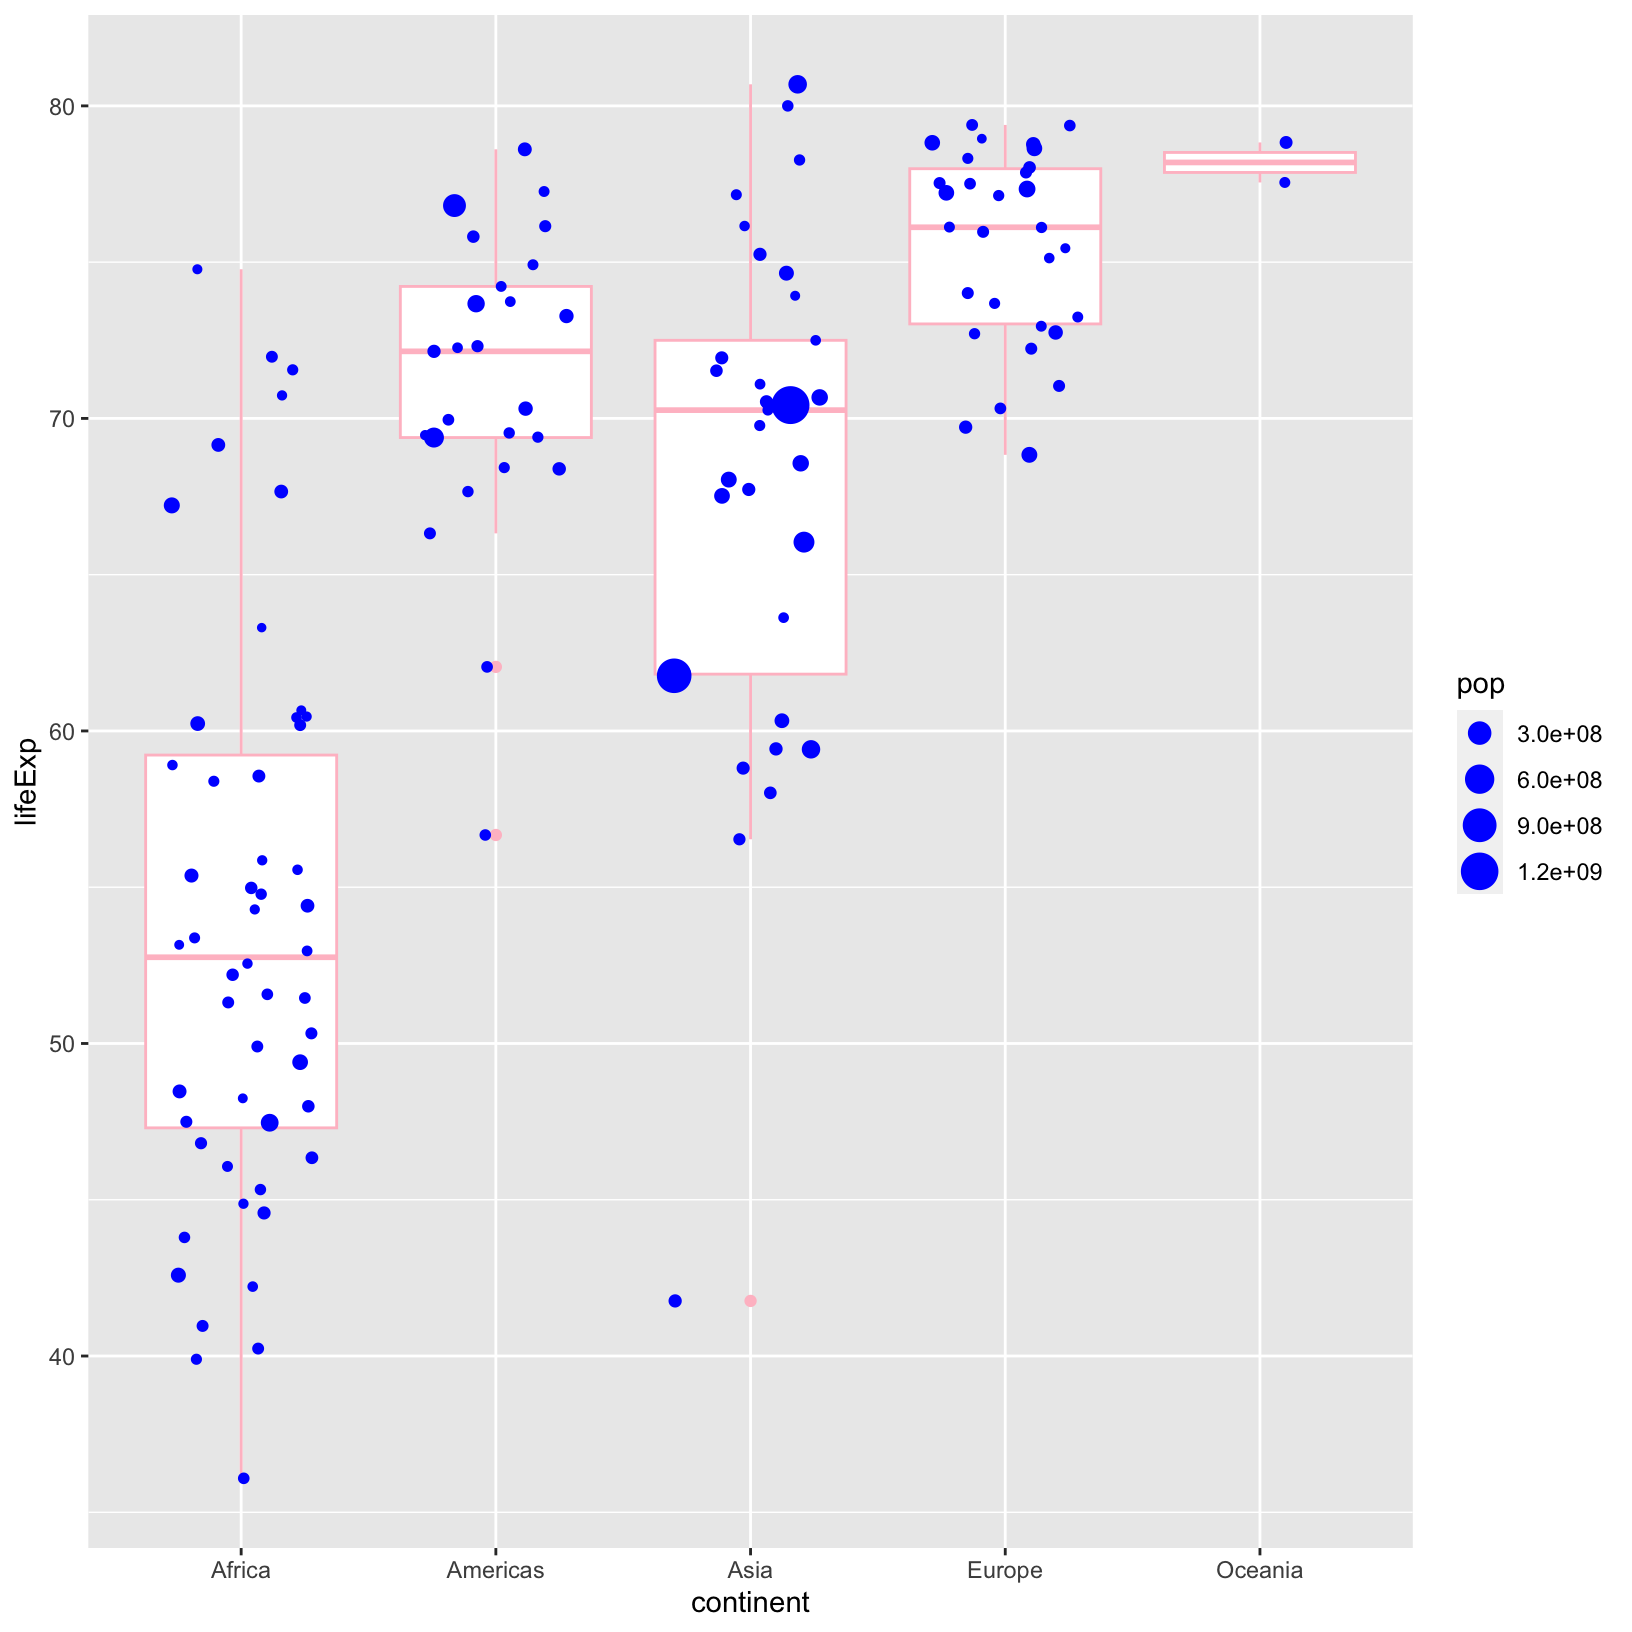 lifeExp
80
70
60
50
40
Africa
Americas
Asia
Europe
Oceania
continent
pop
3.0e+08
6.0e+08
9.0e+08
1.2e+09